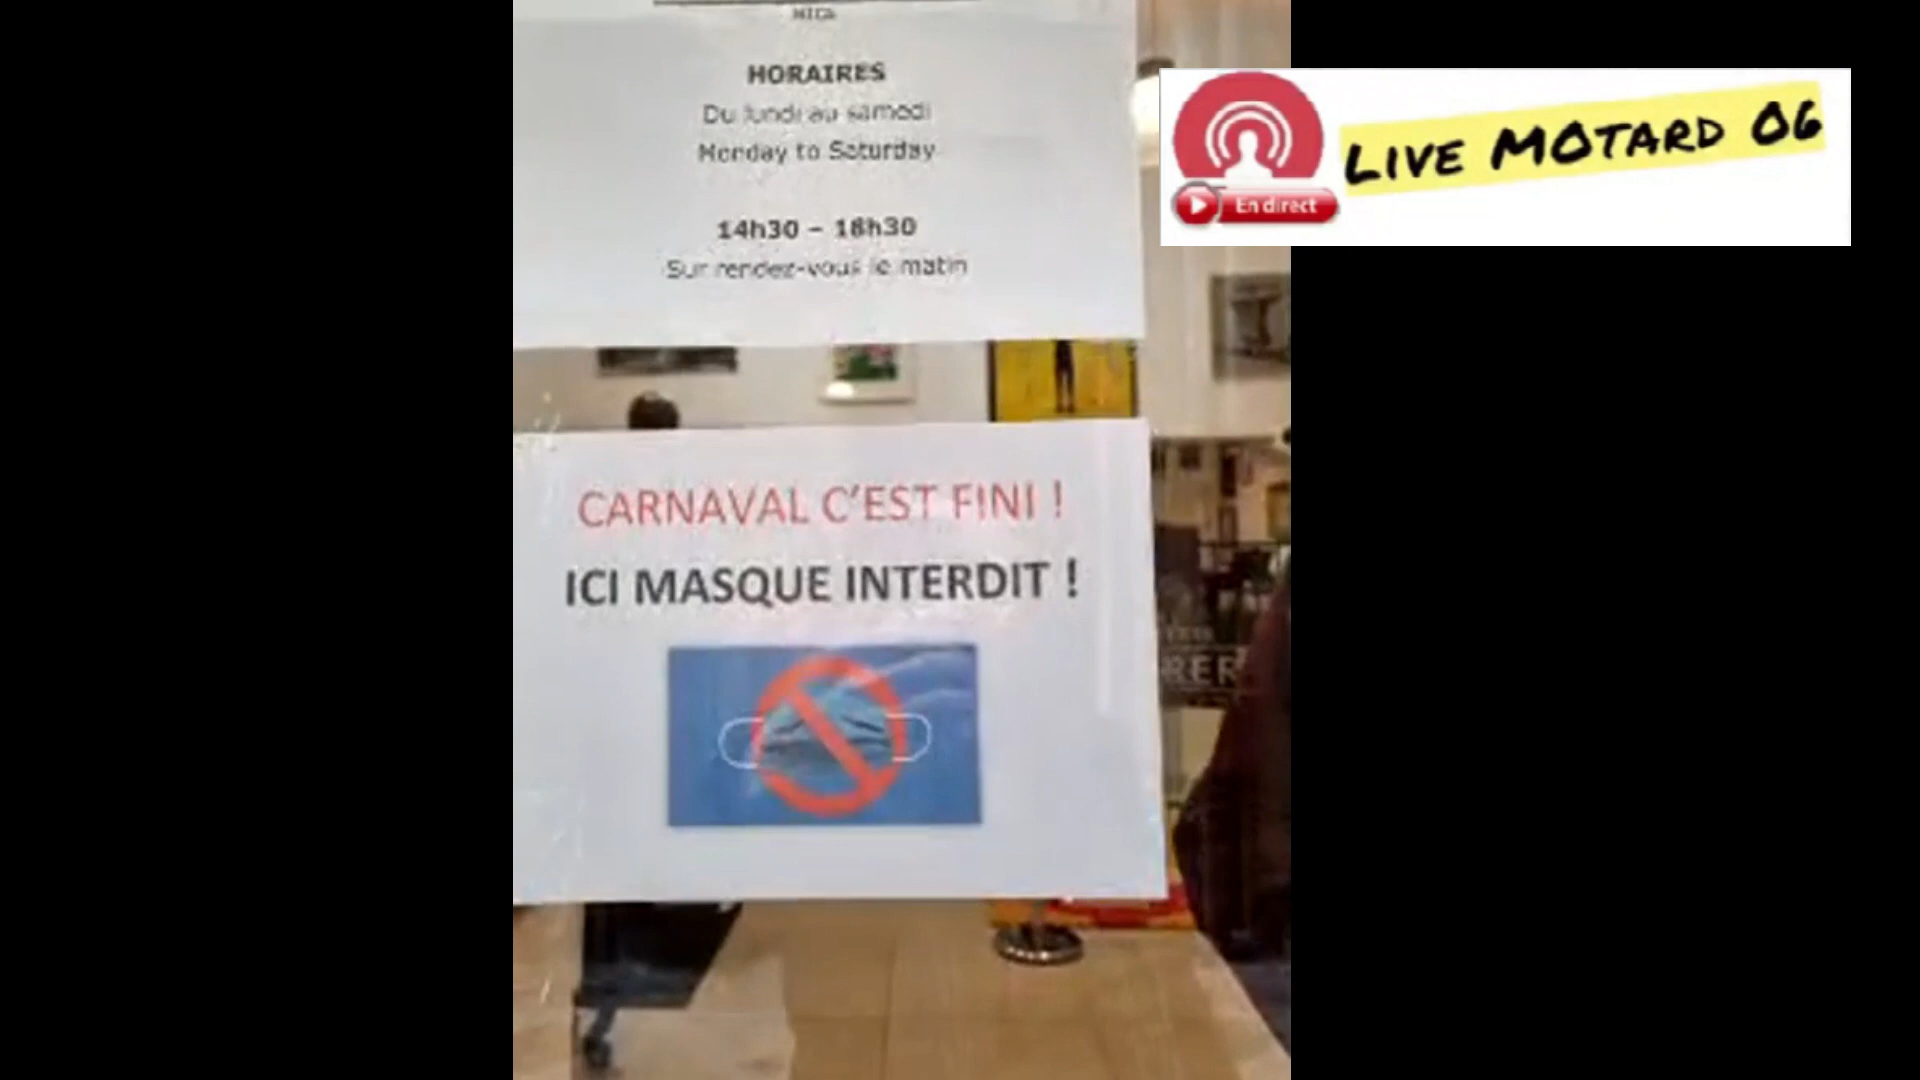 HORAIRES
Du lundi au samedi
Monday to Saturday
14h30 – 18h30
Sur rendez-vous le matin
CARNAVAL C'EST FINI !
ICI MASQUE INTERDIT !
En direct
LIVE MOTARD 06